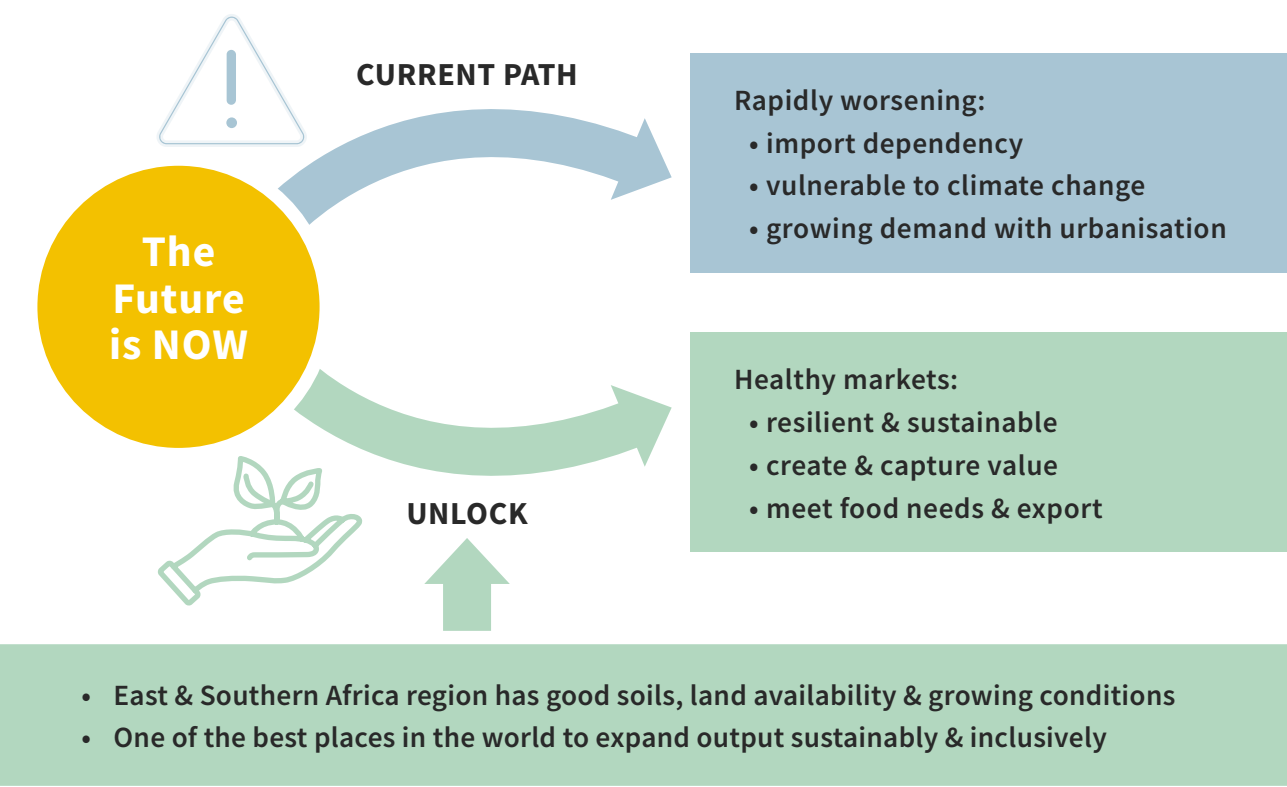 CURRENT PATH
Rapidly worsening:
• import dependency
• vulnerable to climate change
• growing demand with urbanisation
The
Future
is NOW
Healthy markets:
• resilient & sustainable
• create & capture value
• meet food needs & export
UNLOCK
• East & Southern Africa region has good soils, land availability & growing conditions
• One of the best places in the world to expand output sustainably & inclusively